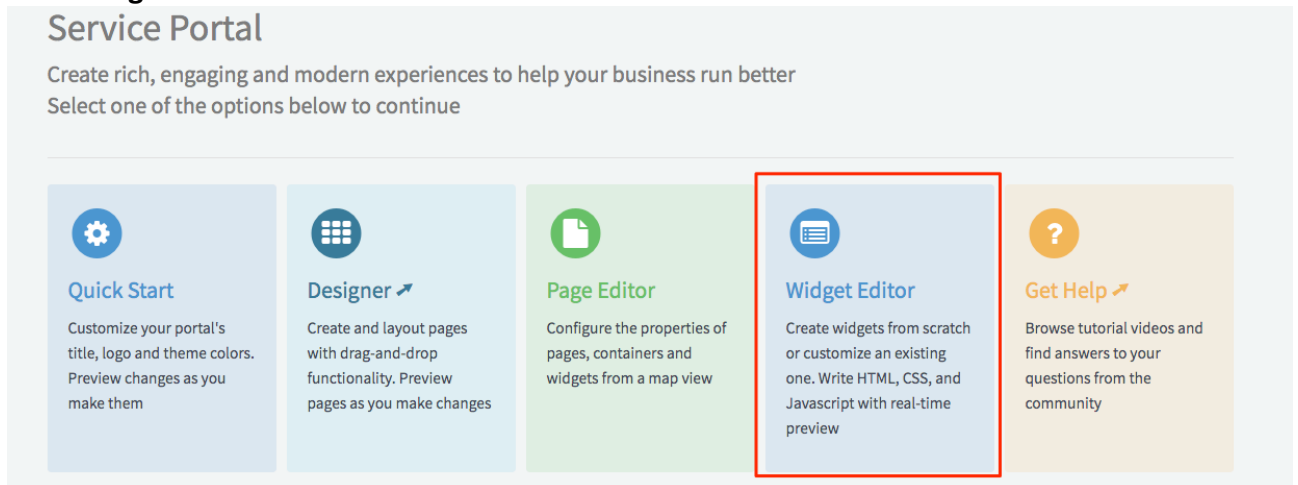 Service Portal
Create rich, engaging and modern experiences to help your business run better
Select one of the options below to continue
Quick Start
Customize your portal's
title, logo and theme colors.
Preview changes as you
make them
Designer
Create and layout pages
with drag-and-drop
functionality. Preview
pages as you make changes
Page Editor
Configure the properties of
pages, containers and
widgets from a map view
Widget Editor
Create widgets from scratch
or customize an existing
one. Write HTML, CSS, and
Javascript with real-time
preview
?
Get Help
Browse tutorial videos and
find answers to your
questions from the
community